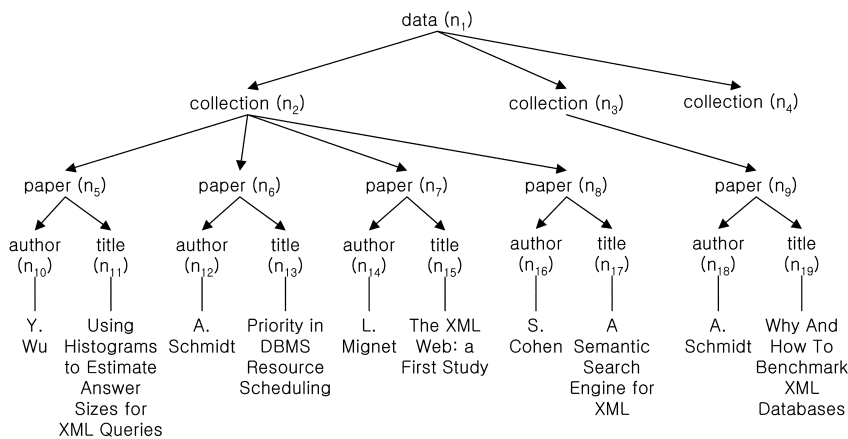 data (n1)
collection (n2)
collection (n3)
collection (n4)
paper (n5)
paper (n6)
paper (n7)
paper (n8)
paper (n9)
author
(n10)
title
(n11)
author
(n12)
title
(n13)
author
(n14)
title
(n15)
author
(n16)
title
(n17)
author
(n18)
title
(n19)
Y.
Wu
Using
Histograms
to Estimate
Answer
Sizes for
XML Queries
A.
Schmidt
Priority in
DBMS
Resource
Scheduling
L.
Mignet
The XML
Web: a
First Study
S.
Cohen
A
Semantic
Search
Engine for
XML
A.
Schmidt
Why And
How To
Benchmark
XML
Databases